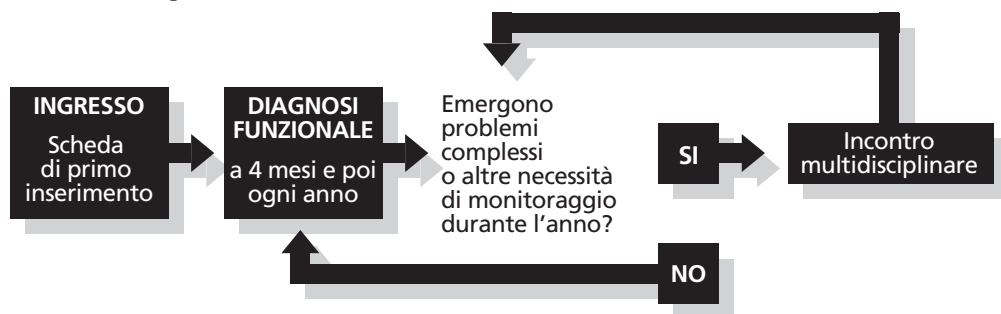 INGRESSO
Scheda
di primo
inserimento
DIAGNOSI
FUNZIONALE
a 4 mesi e poi
ogni anno
Emergono
problemi
complessi
o altre necessità
di monitoraggio
durante l'anno?
SI
Incontro
multidisciplinare
NO